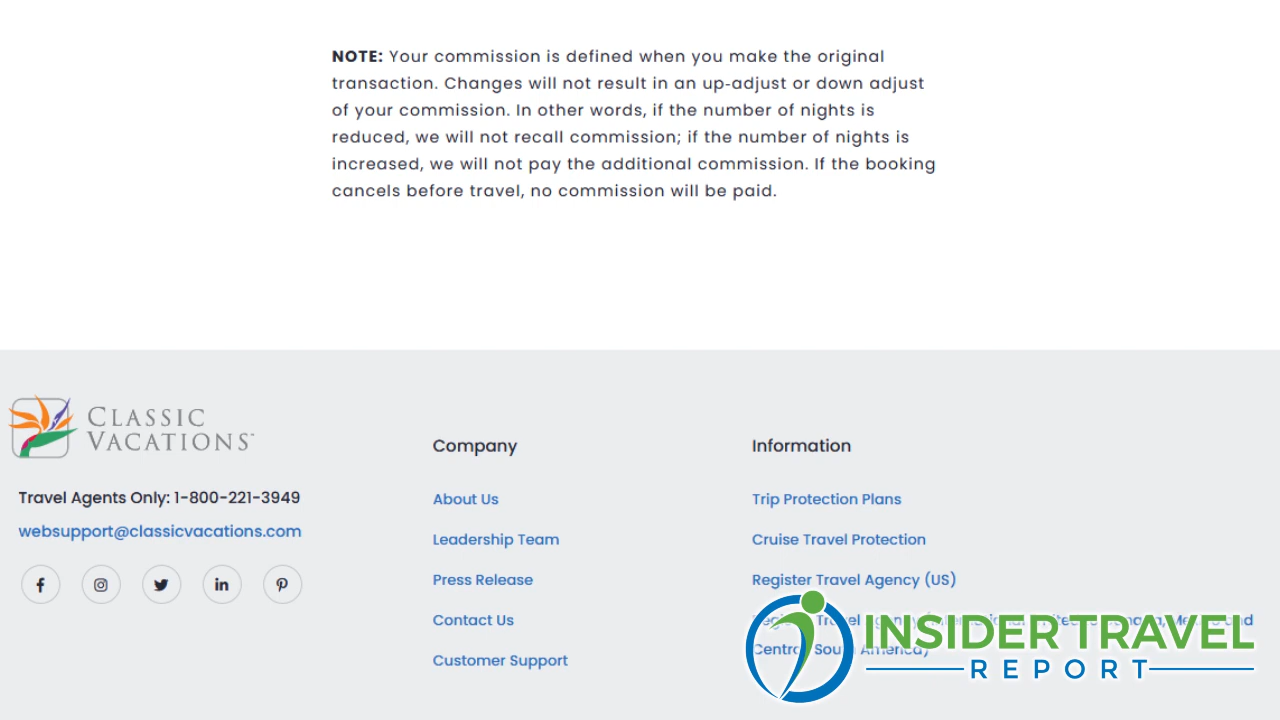 NOTE: Your commission is defined when you make the original
transaction. Changes will not result in an up-adjust or down adjust
of your commission. In other words, if the number of nights is
reduced, we will not recall commission; if the number of nights is
increased, we will not pay the additional commission. If the booking
cancels before travel, no commission will be paid.
CLASSIC
VACATIONS
Travel Agents Only: 1-800-221-3949
websupport@classicvacations.com
Company
About Us
Leadership Team
Press Release
Contact Us
Customer Support
Information
Trip Protection Plans
Cruise Travel Protection
Register Travel Agency (US)
Travel and
South America)
INSIDER TRAVEL
REPORT